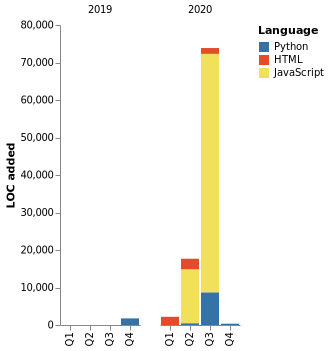 2019 2020
Language
Python
HTML
JavaScript
LOC added
80,000
70,000
60,000
50,000
40,000
30,000
20,000
10,000
0
Q1 Q2 Q3 Q4 Q1 Q2 Q3 Q4